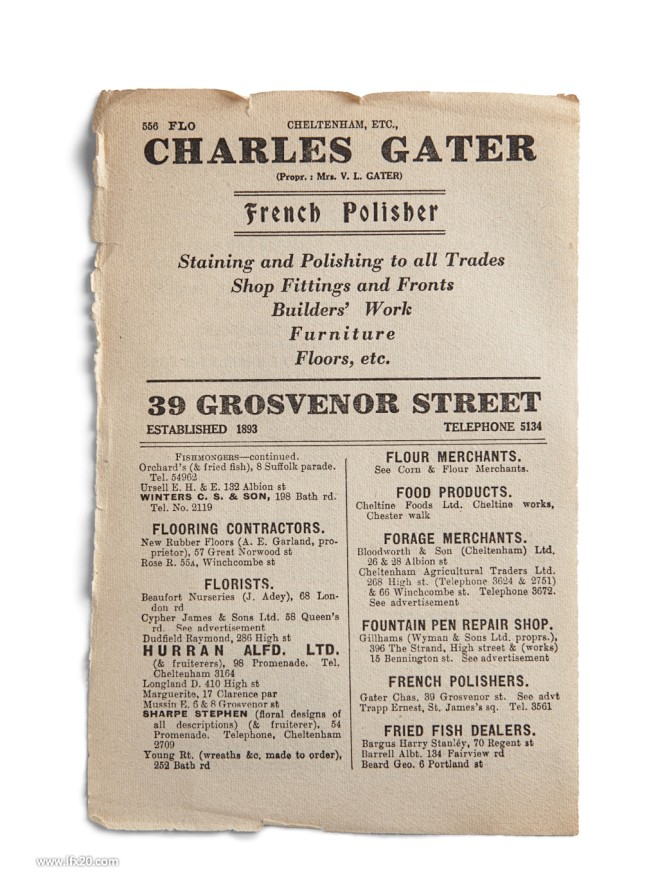 556 FLO CHELTENHAM, ETC.,
CHARLES GATER
(Propr. : Mrs. V. L. GATER)
French Polisher
Staining and Polishing to all Trades
Shop Fittings and Fronts
Builders' Work
Furniture
Floors, etc.
39 GROSVENOR STREET
ESTABLISHED 1893 TELEPHONE 5134
FISHMONGERS—continued.
Orchard's (& fried fish), 8 Suffolk parade.
Tel. 54962
Ursell E. H. & E. 132 Albion st
WINTERS C. S. & SON, 198 Bath rd.
Tel. No. 2119
FLOORING CONTRACTORS.
New Rubber Floors (A. E. Garland, pro-
prietor), 57 Great Norwood st
Rose R. 55A, Winchcombe st
FLORISTS.
Beaufort Nurseries (J. Adey), 68 Lon-
don rd
Cypher James & Sons Ltd. 58 Queen's
rd. See advertisement
Dudfield Raymond, 286 High st
HURRAN ALFD. LTD.
(& fruiterers), 98 Promenade. Tel.
Cheltenham 3164
Longland D. 410 High st
Marguerite, 17 Clarence par
Mussin E. 6 & 8 Grosvenor st
SHARPE STEPHEN (floral designs of
all descriptions) (& fruiterer), 54
Promenade. Telephone, Cheltenham
2709
Young Rt. (wreaths &c. made to order),
252 Bath rd
FLOUR MERCHANTS.
See Corn & Flour Merchants.
FOOD PRODUCTS.
Cheltine Foods Ltd. Cheltine works,
Chester walk
FORAGE MERCHANTS.
Bloodworth & Son (Cheltenham) Ltd.
26 & 28 Albion st
Cheltenham Agricultural Traders Ltd.
268 High st. (Telephone 3624 & 2751)
& 66 Winchcombe st. Telephone 3672.
See advertisement
FOUNTAIN PEN REPAIR SHOP.
Gillhams (Wyman & Sons Ltd. proprs.),
396 The Strand, High street & (works)
15 Bennington st. See advertisement
FRENCH POLISHERS.
Gater Chas. 39 Grosvenor st. See advt
Trapp Ernest, St. James's sq. Tel. 3561
FRIED FISH DEALERS.
Bargus Harry Stanley, 70 Regent st
Barrell Albt. 134 Fairview rd
Beard Geo. 6 Portland st
www.lfx20.com